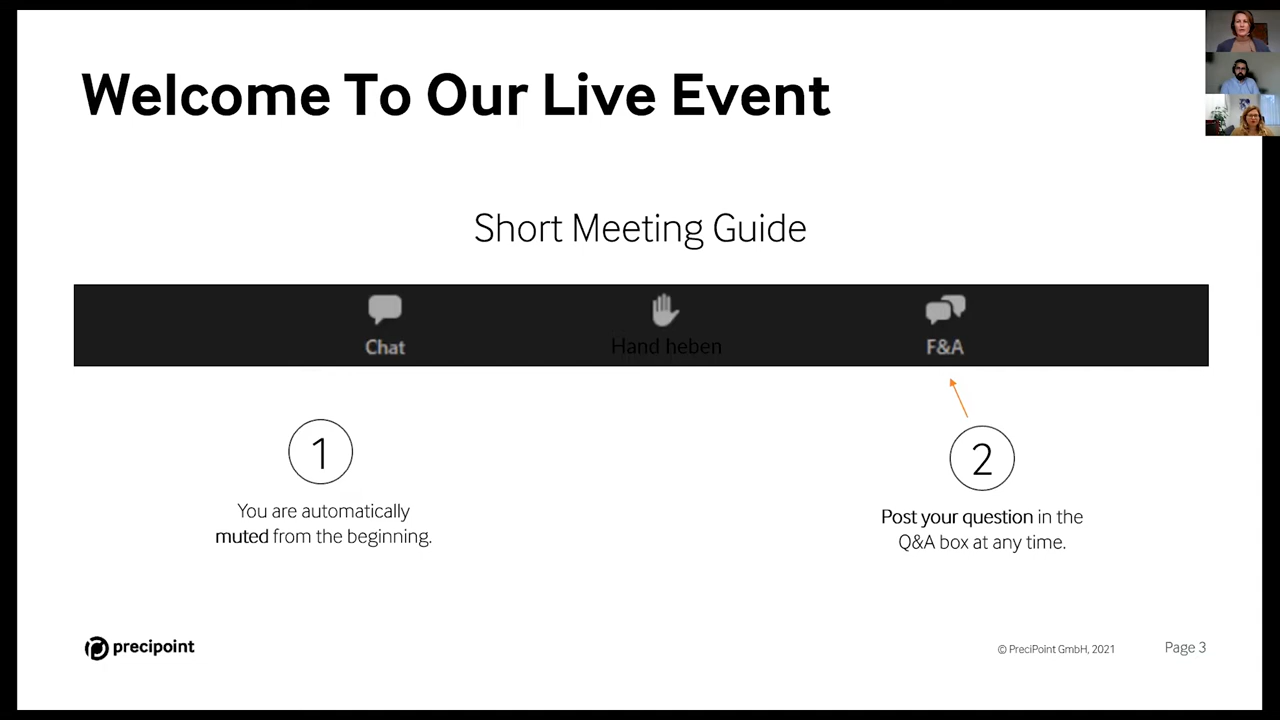 Welcome To Our Live Event
Short Meeting Guide
Chat
Hand heben
F&A
1
You are automatically
muted from the beginning.
2
Post your question in the
Q&A box at any time.
precipoint
© PreciPoint GmbH, 2021
Page 3